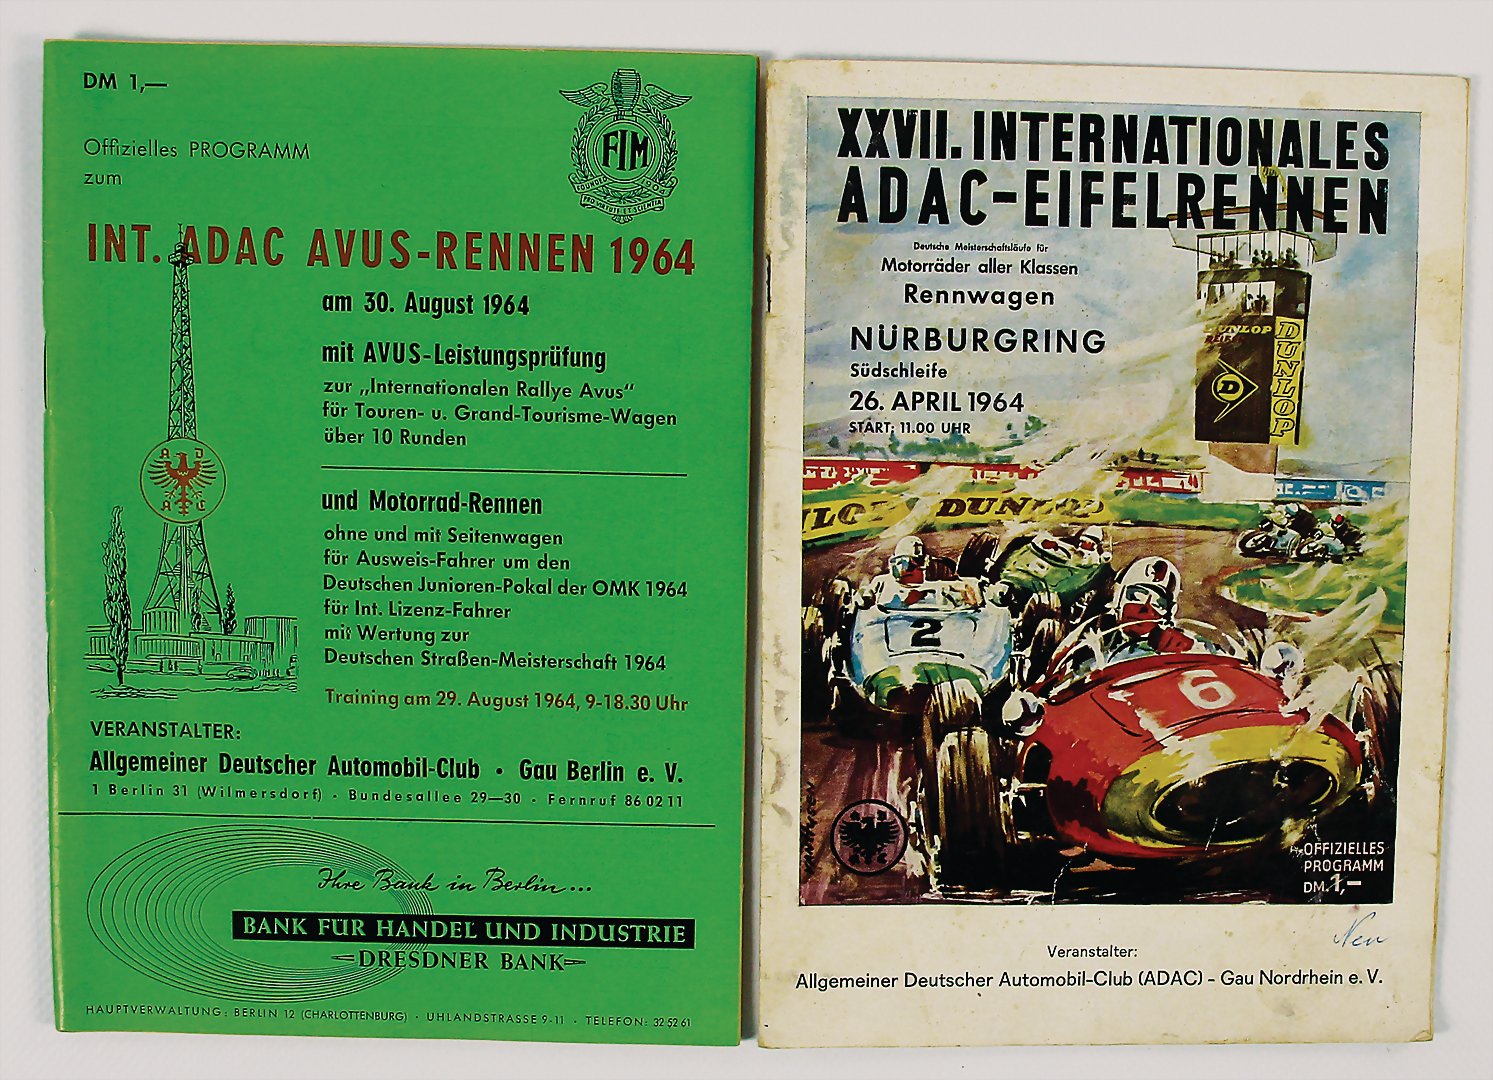 DM 1,—
Offizielles PROGRAMM
zum
FIM
FOUNDED 1904
INT. ADAC AVUS-RENNEN 1964
am 30. August 1964
mit AVUS-Leistungsprüfung
zur „Internationalen Rallye Avus“
für Touren- u. Grand-Tourisme-Wagen
über 10 Runden
und Motorrad-Rennen
ohne und mit Seitenwagen
für Ausweis-Fahrer um den
Deutschen Junioren-Pokal der OMK 1964
für Int. Lizenz-Fahrer
mit Wertung zur
Deutschen Straßen-Meisterschaft 1964
Training am 29. August 1964, 9-18.30 Uhr
A D
A C
VERANSTALTER:
Allgemeiner Deutscher Automobil-Club • Gau Berlin e. V.
1 Berlin 31 (Wilmersdorf) · Bundesallee 29—30 · Fernruf 86 02 11
Ihre Bank in Berlin...
BANK FÜR HANDEL UND INDUSTRIE
DRESDNER BANK
HAUPTVERWALTUNG: BERLIN 12 (CHARLOTTENBURG) · UHLANDSTRASSE 9-11 · TELEFON: 32 52 61
XXVII. INTERNATIONALES
ADAC-EIFELRENNEN
Deutsche Meisterschaftsläufe für
Motorräder aller Klassen
Rennwagen
NÜRBURGRING
Südschleife
26. APRIL 1964
START: 11.00 UHR
DUNLOP
DUNLOP
D
LOP DUNLOP
2
6
OFFIZIELLES
PROGRAMM
DM. 1,—
Neu
Veranstalter:
Allgemeiner Deutscher Automobil-Club (ADAC) - Gau Nordrhein e. V.